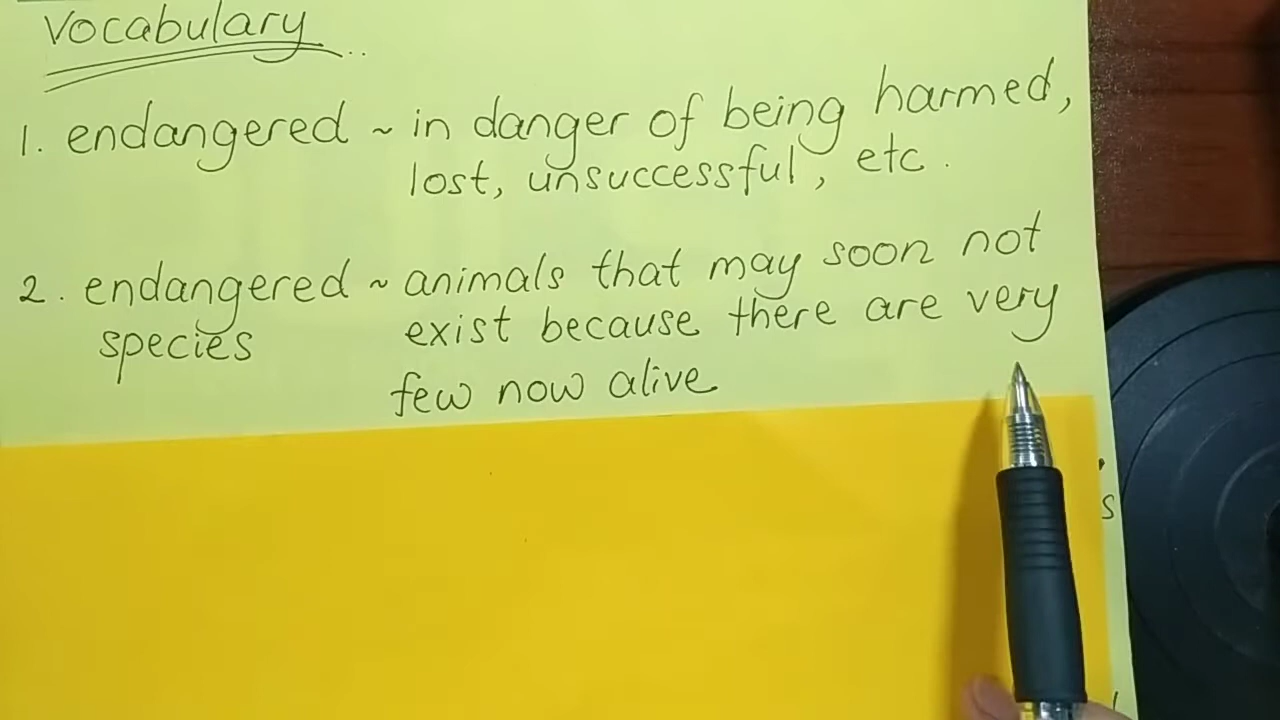 Vocabulary
1. endangered ~ in danger of being harmed,
lost, unsuccessful, etc.
2. endangered ~ animals that may soon not
species exist because there are very
few now alive
s